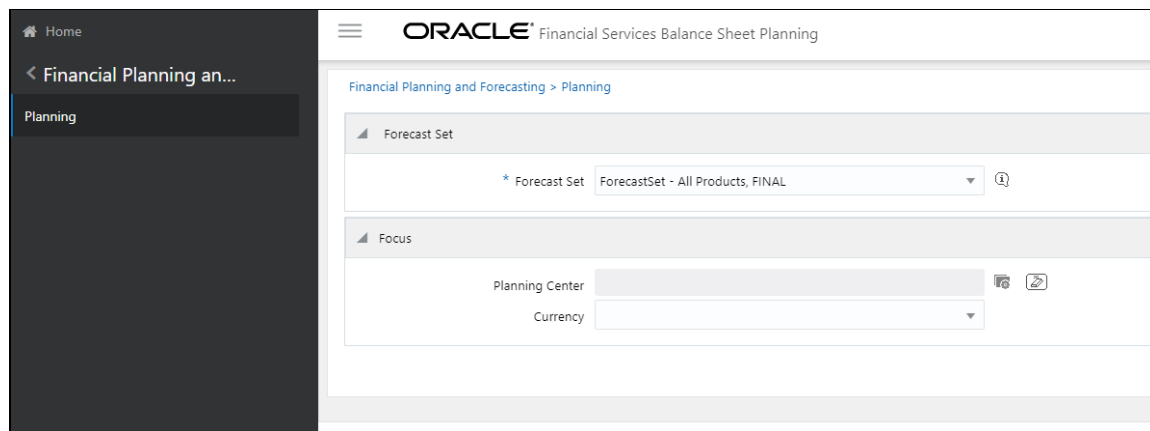 Home
ORACLE® Financial Services Balance Sheet Planning
Financial Planning an...
Financial Planning and Forecasting > Planning
Planning
Forecast Set
* Forecast Set ForecastSet - All Products, FINAL
Focus
Planning Center
Currency